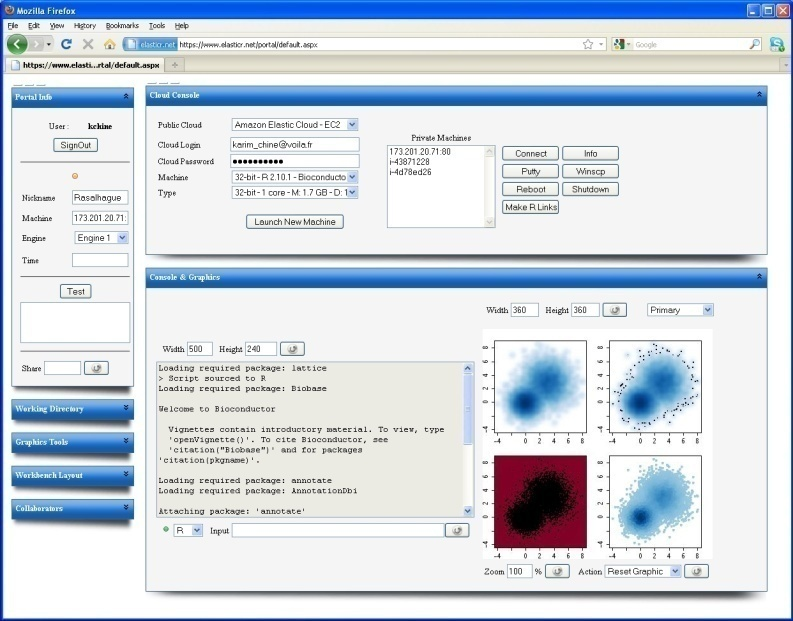 Mozilla Firefox
File Edit View History Bookmarks Tools Help
elasticr.net https://www.elasticr.net/portal/default.aspx
Google
https://www.elasti...rtal/default.aspx
Portal Info
User : kchine
SignOut
Nickname Rasalhague
Machine 173.201.20.71:
Engine Engine 1
Time
Test
Share
Working Directory
Graphics Tools
Workbench Layout
Collaborators
Cloud Console
Public Cloud Amazon Elastic Cloud - EC2
Cloud Login karim_chine@voila.fr
Cloud Password ●●●●●●●●●●
Machine 32-bit - R 2.10.1 - Bioconducto
Type 32-bit - 1 core - M: 1.7 GB - D: 1
Launch New Machine
Private Machines
173.201.20.71:80
i-43871228
i-4d78ed26
Connect Info
Putty Winscp
Reboot Shutdown
Make R Links
Console & Graphics
Width 500 Height 240
Loading required package: lattice
> Script sourced to R
Loading required package: Biobase
Welcome to Bioconductor
Vignettes contain introductory material. To view, type
'openVignette()'. To cite Bioconductor, see
'citation("Biobase")' and for packages
'citation(pkgname)'.
Loading required package: annotate
Loading required package: AnnotationDbi
Attaching package: 'annotate'
R Input
Width 360 Height 360 Primary
-4 0 2 4 6 8
-4 0 4 8
-4 0 2 4 6 8
-4 0 4 8
-4 0 2 4 6 8
-4 0 4 8
-4 0 2 4 6 8
-4 0 4 8
Zoom 100 % Action Reset Graphic